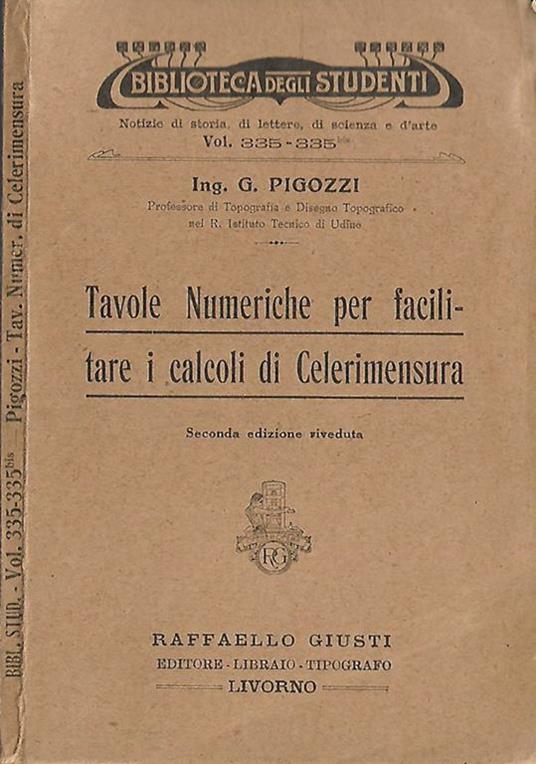 BIBLIOTECA DEGLI STUDENTI
Notizie di storia, di lettere, di scienza e d'arte
Vol. 335-335bis
Ing. G. PIGOZZI
Professore di Topografia e Disegno Topografico
nel R. Istituto Tecnico di Udine
Tavole Numeriche per facili-
tare i calcoli di Celerimensura
Seconda edizione riveduta
RG
RAFFAELLO GIUSTI
EDITORE-LIBRAIO-TIPOGRAFO
LIVORNO
BIBL. STUD. - Vol. 335-335bis Pigozzi - Tav. Numer. di Celerimensura